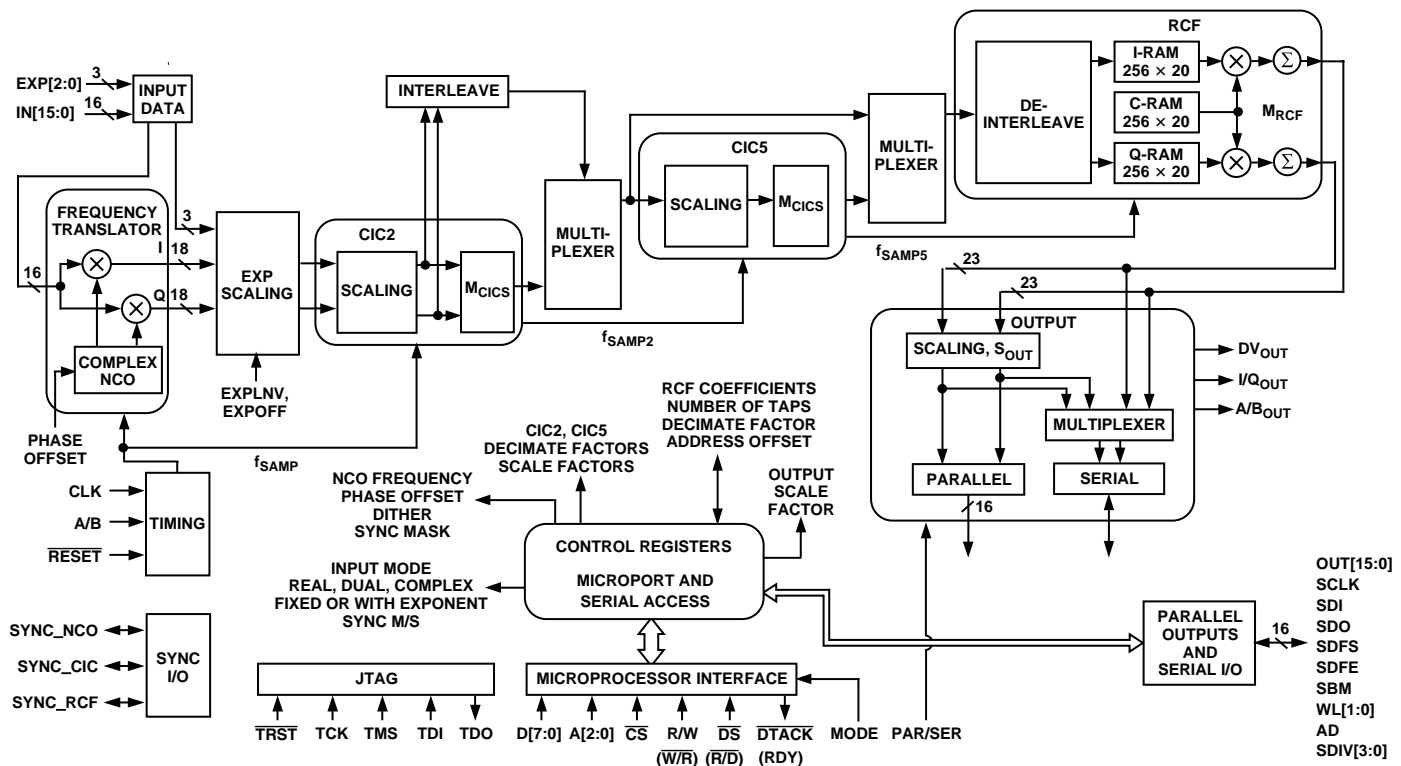 RCF
EXP[2:0]
3
IN[15:0]
16
INPUT
DATA
INTERLEAVE
MULTI-
PLEXER
DE-
INTERLEAVE
I-RAM
256 × 20
C-RAM
256 × 20
Q-RAM
256 × 20
×
Σ
MRCF
×
Σ
CIC5
SCALING
MCICS
fSAMP5
FREQUENCY
TRANSLATOR
16
×
I
18
×
Q
18
3
COMPLEX
NCO
PHASE
OFFSET
EXP
SCALING
EXPLNV,
EXPOFF
CIC2
SCALING
MCICS
MULTI-
PLEXER
fSAMP2
fSAMP
23
23
OUTPUT
SCALING, SOUT
MULTIPLEXER
PARALLEL
SERIAL
16
DVOUT
I/QOUT
A/BOUT
CLK
A/B
RESET
TIMING
NCO FREQUENCY
PHASE OFFSET
DITHER
SYNC MASK
CIC2, CIC5
DECIMATE FACTORS
SCALE FACTORS
RCF COEFFICIENTS
NUMBER OF TAPS
DECIMATE FACTOR
ADDRESS OFFSET
OUTPUT
SCALE
FACTOR
INPUT MODE
REAL, DUAL, COMPLEX
FIXED OR WITH EXPONENT
SYNC M/S
CONTROL REGISTERS
MICROPORT AND
SERIAL ACCESS
SYNC_NCO
SYNC_CIC
SYNC_RCF
SYNC
I/O
JTAG
TRST
TCK
TMS
TDI
TDO
MICROPROCESSOR INTERFACE
D[7:0]
A[2:0]
CS
R/W
(W/R)
DS
(R/D)
DTACK
(RDY)
MODE
PAR/SER
PARALLEL
OUTPUTS
AND
SERIAL I/O
16
OUT[15:0]
SCLK
SDI
SDO
SDFS
SDFE
SBM
WL[1:0]
AD
SDIV[3:0]